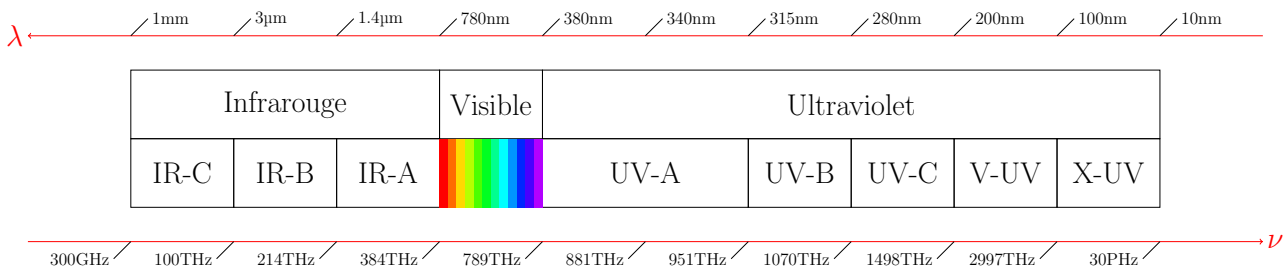 1mm 3µm 1.4µm 780nm 380nm 340nm 315nm 280nm 200nm 100nm 10nm
λ
Infrarouge Visible Ultraviolet
IR-C IR-B IR-A UV-A UV-B UV-C V-UV X-UV
ν
300GHz 100THz 214THz 384THz 789THz 881THz 951THz 1070THz 1498THz 2997THz 30PHz